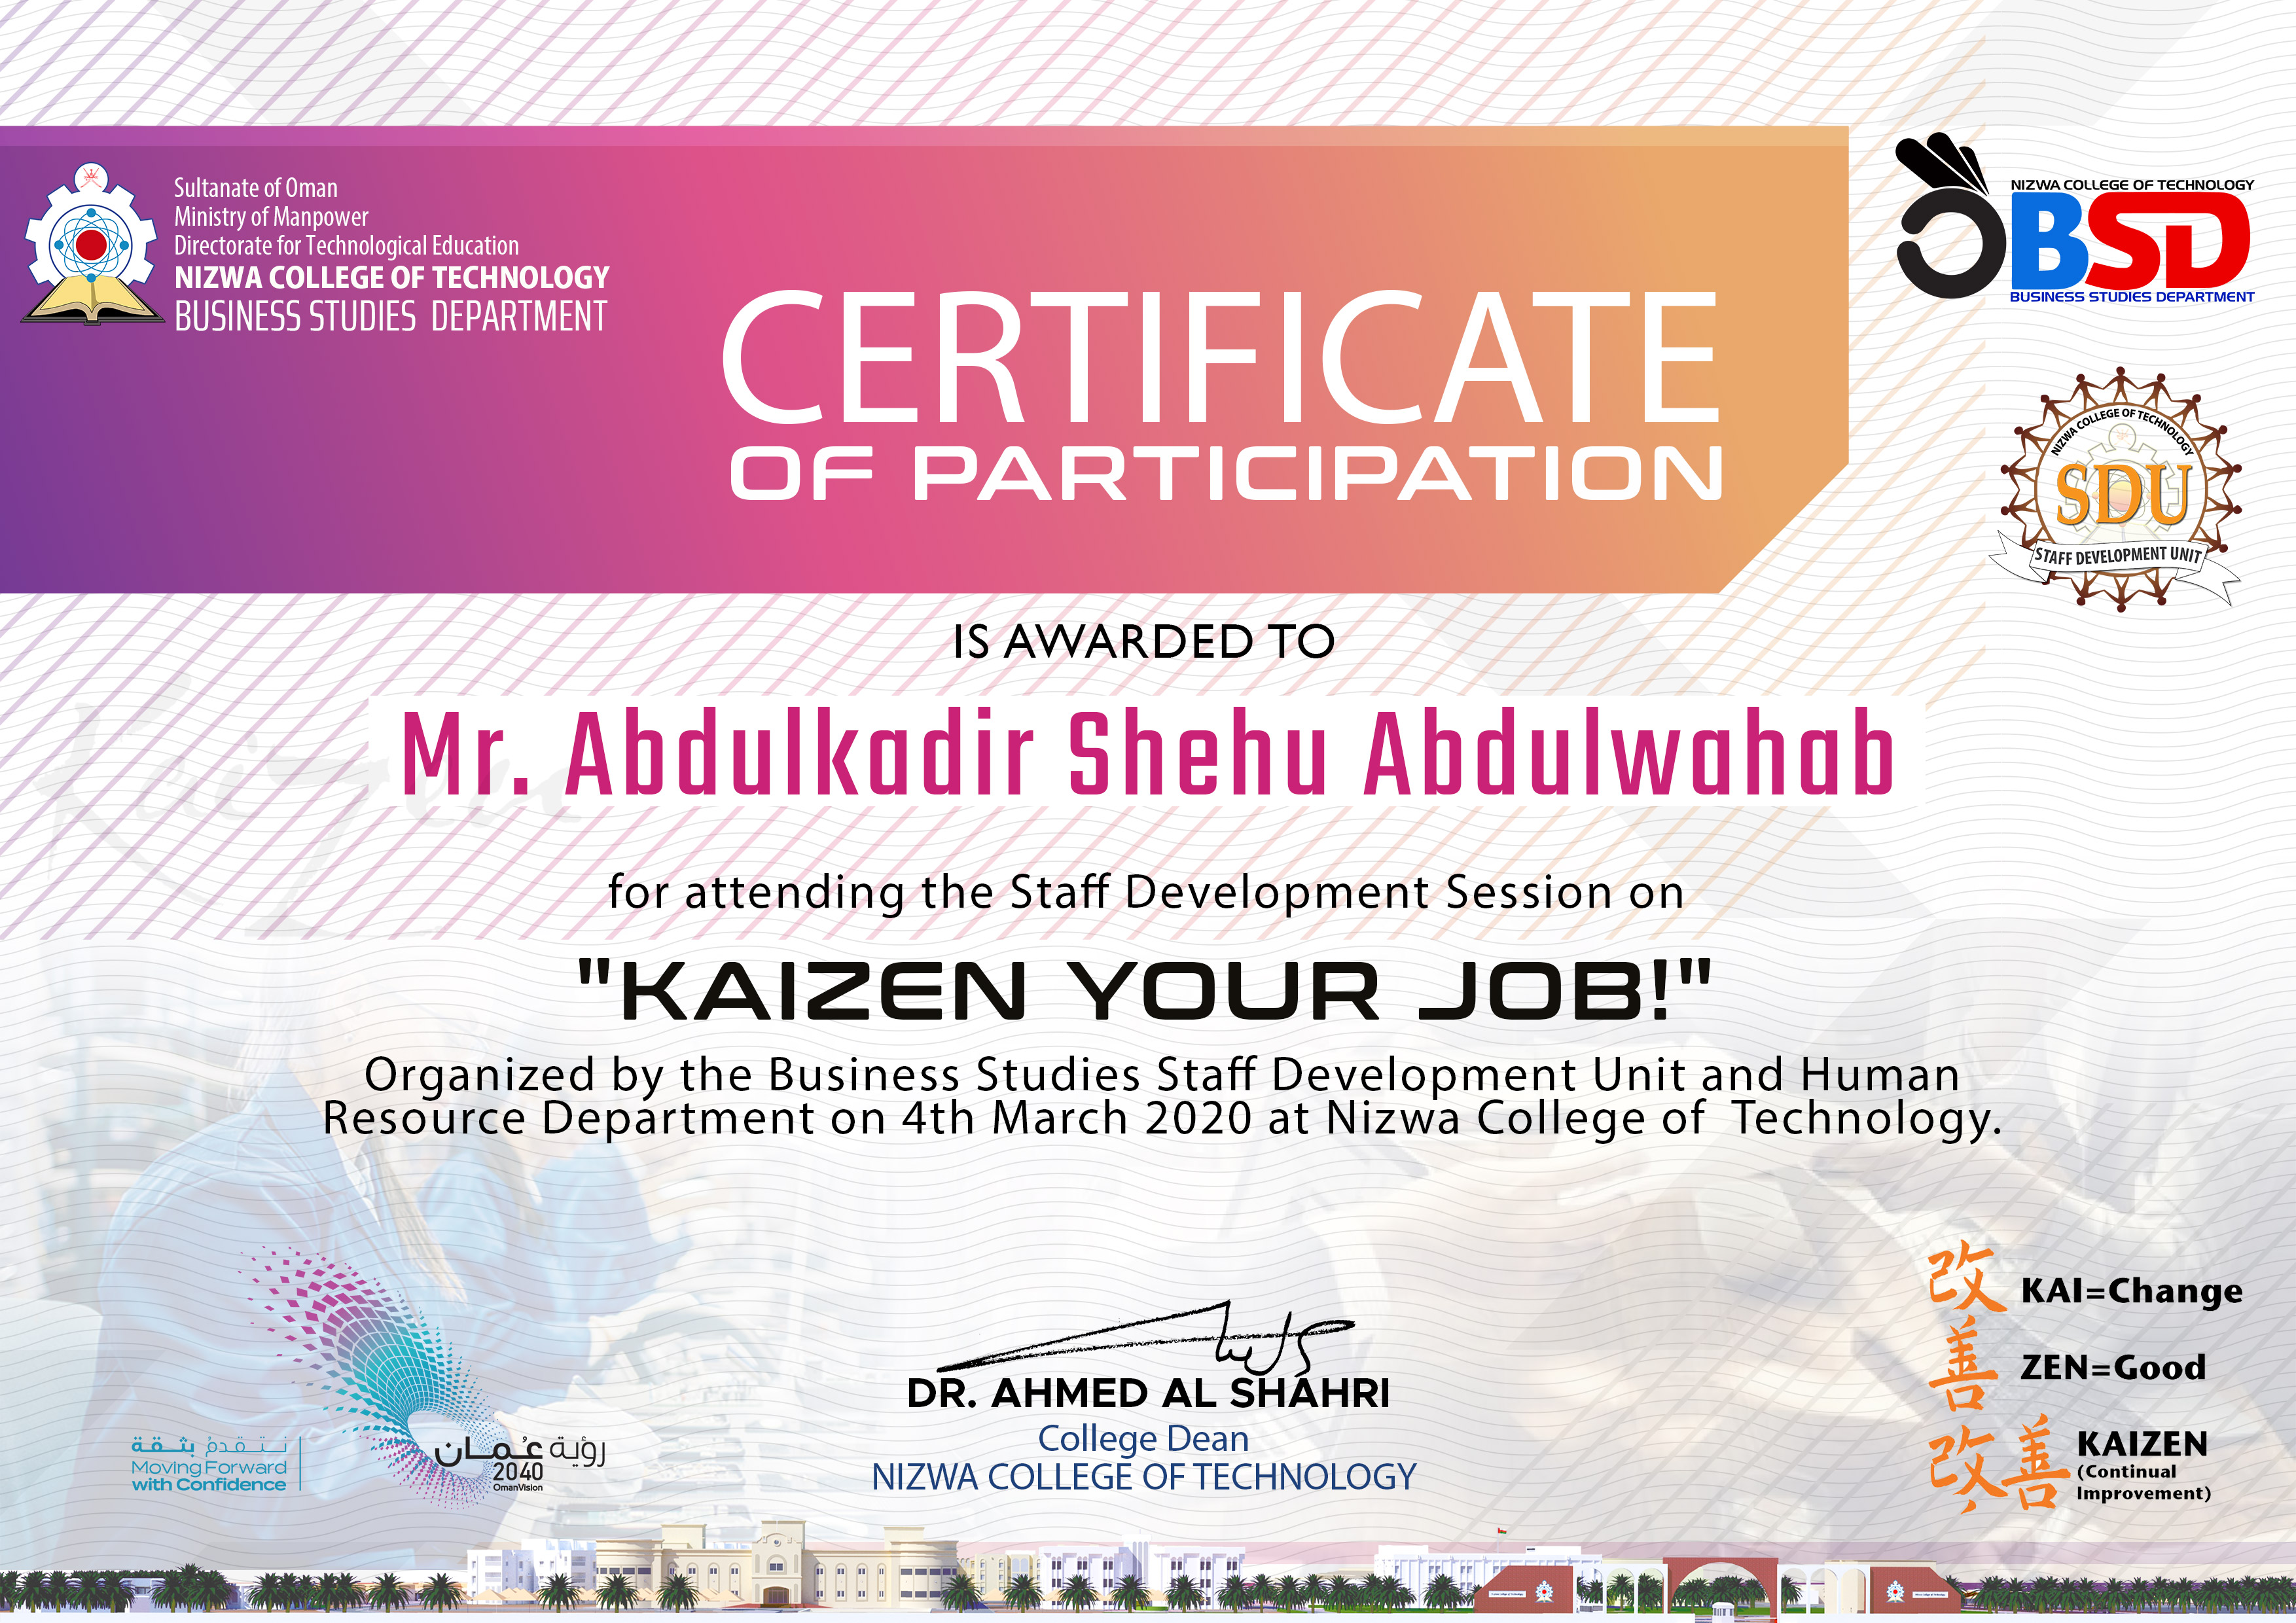 Sultanate of Oman
Ministry of Manpower
Directorate for Technological Education
NIZWA COLLEGE OF TECHNOLOGY
BUSINESS STUDIES DEPARTMENT
CERTIFICATE
OF PARTICIPATION
NIZWA COLLEGE OF TECHNOLOGY
BSD
BUSINESS STUDIES DEPARTMENT
NIZWA COLLEGE OF TECHNOLOGY
SDU
STAFF DEVELOPMENT UNIT
IS AWARDED TO
Mr. Abdulkadir Shehu Abdulwahab
Kaizen
for attending the Staff Development Session on
"KAIZEN YOUR JOB!"
Organized by the Business Studies Staff Development Unit and Human
Resource Department on 4th March 2020 at Nizwa College of Technology.
نتقدم بثقة
Moving Forward
with Confidence
رؤية عُمان
2040
OmanVision
DR. AHMED AL SHAHRI
College Dean
NIZWA COLLEGE OF TECHNOLOGY
改 KAI=Change
善 ZEN=Good
改善 KAIZEN
(Continual
Improvement)